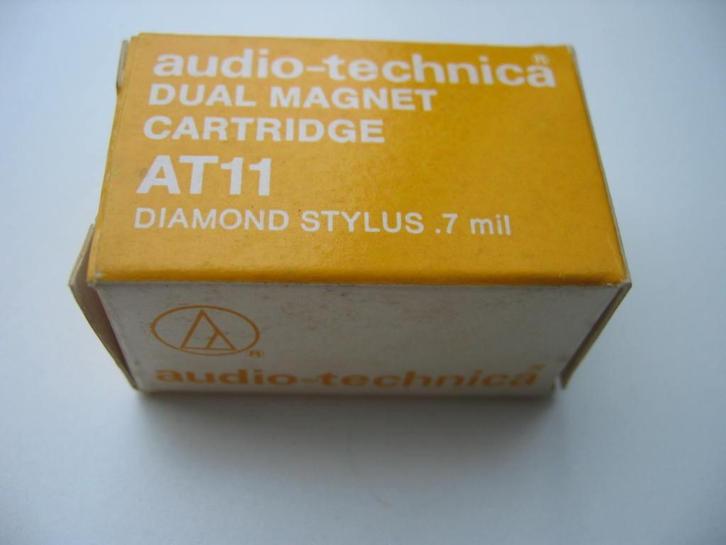 audio-technica®
DUAL MAGNET
CARTRIDGE
AT11
DIAMOND STYLUS .7 mil
®
audio-technica